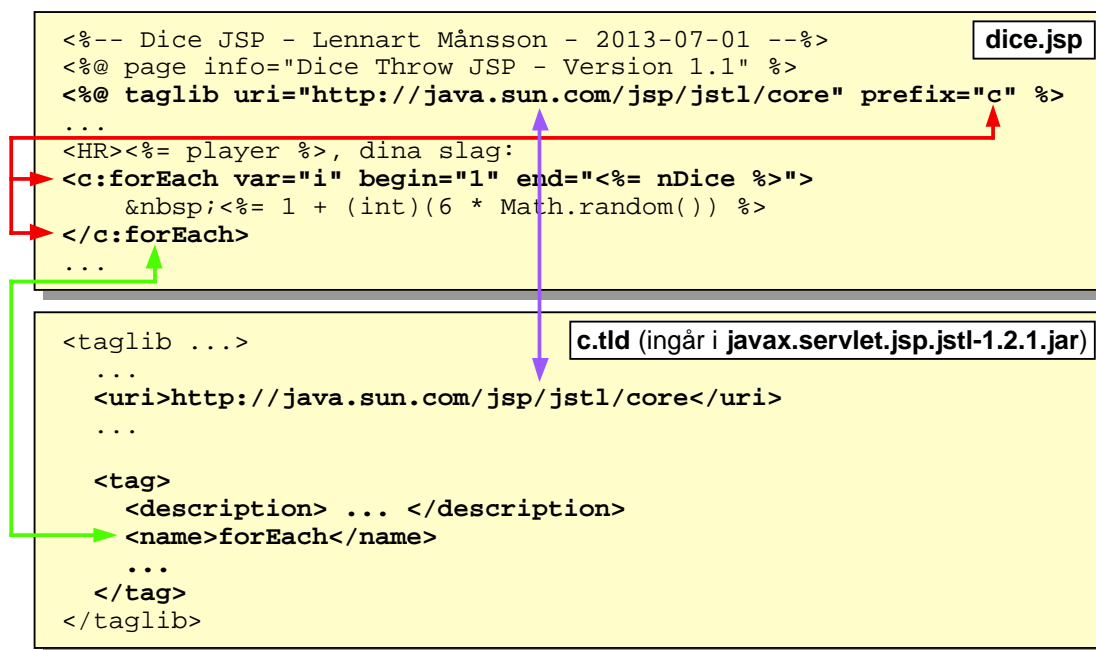 <%-- Dice JSP - Lennart Månsson - 2013-07-01 --%>
dice.jsp
<%@ page info="Dice Throw JSP - Version 1.1" %>
<%@ taglib uri="http://java.sun.com/jsp/jstl/core" prefix="c" %>
...
<HR><%= player %>, dina slag:
<c:forEach var="i" begin="1" end="<%= nDice %>">
&nbsp;<%= 1 + (int)(6 * Math.random()) %>
</c:forEach>
...
<taglib ...>
c.tld (ingår i javax.servlet.jsp.jstl-1.2.1.jar)
...
<uri>http://java.sun.com/jsp/jstl/core</uri>
...
<tag>
<description> ... </description>
<name>forEach</name>
...
</tag>
</taglib>